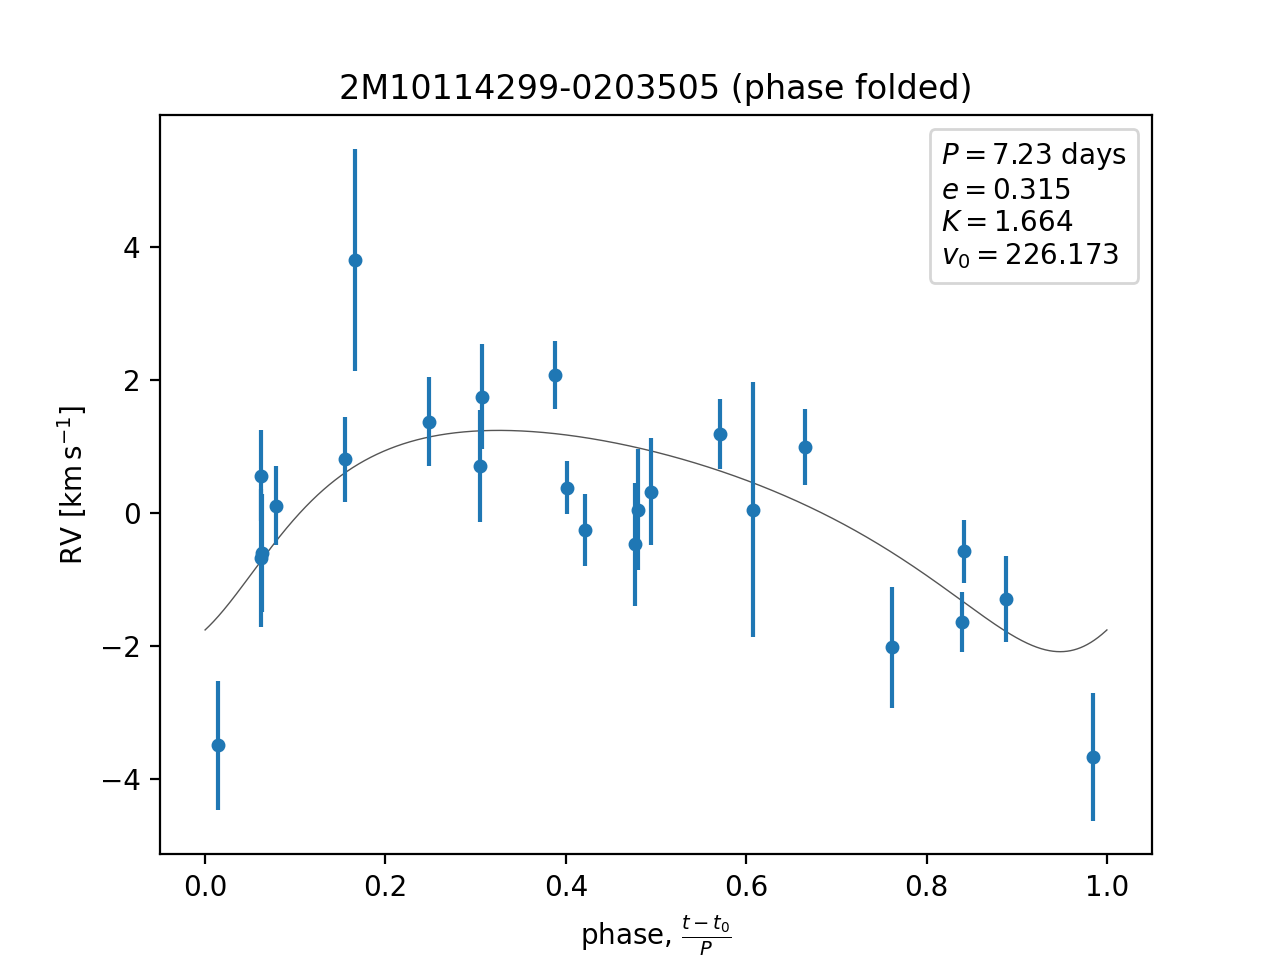 2M10114299-0203505 (phase folded)
P = 7.23 days
e = 0.315
K = 1.664
v₀ = 226.173
RV [km s⁻¹]
4
2
0
−2
−4
0.0 0.2 0.4 0.6 0.8 1.0
phase, (t − t₀)/P